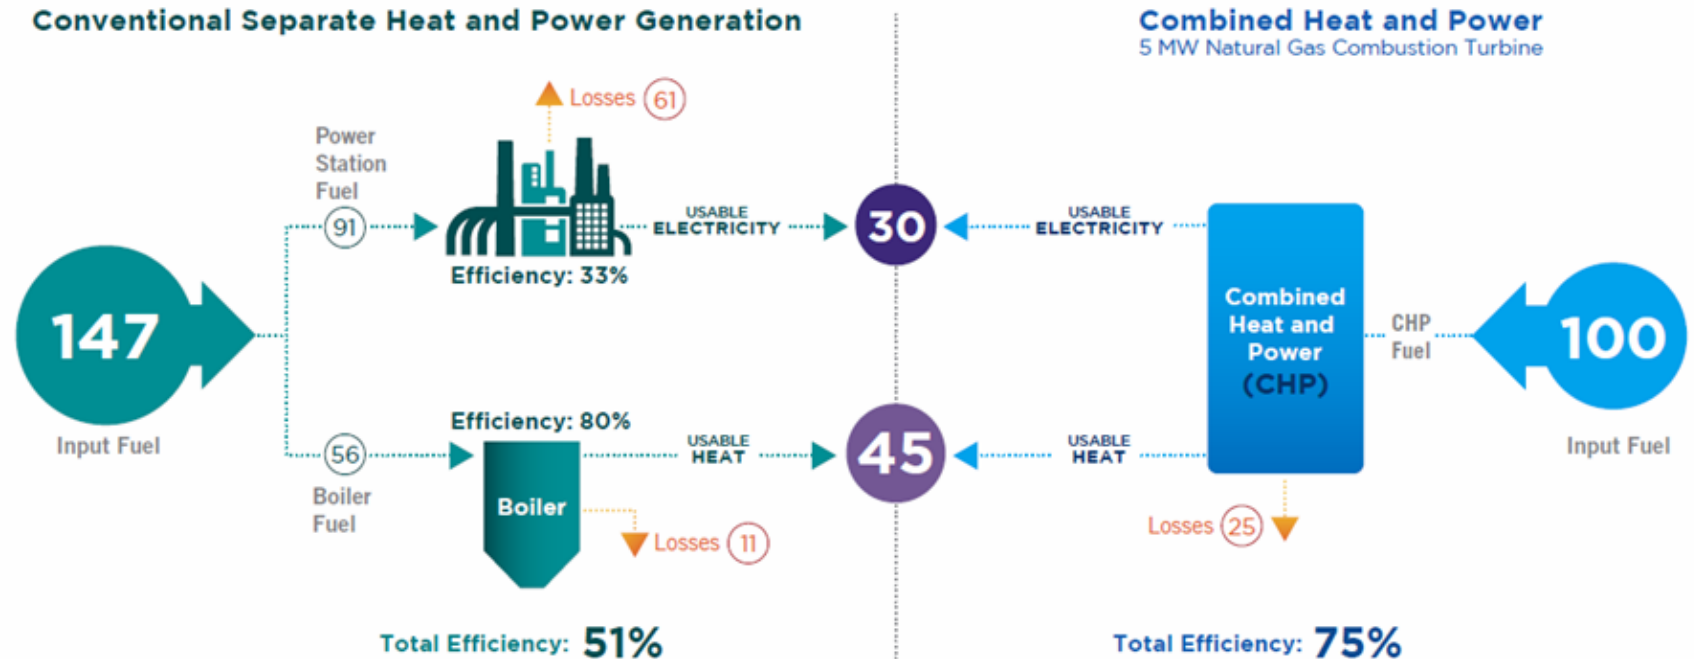 Conventional Separate Heat and Power Generation
Combined Heat and Power
5 MW Natural Gas Combustion Turbine
Losses 61
Power
Station
Fuel
91
USABLE
ELECTRICITY
30
USABLE
ELECTRICITY
Efficiency: 33%
147
Input Fuel
Combined
Heat and
Power
(CHP)
CHP
Fuel
100
Input Fuel
Efficiency: 80%
56
Boiler
Fuel
USABLE
HEAT
45
USABLE
HEAT
Boiler
Losses 11
Losses 25
Total Efficiency: 51%
Total Efficiency: 75%